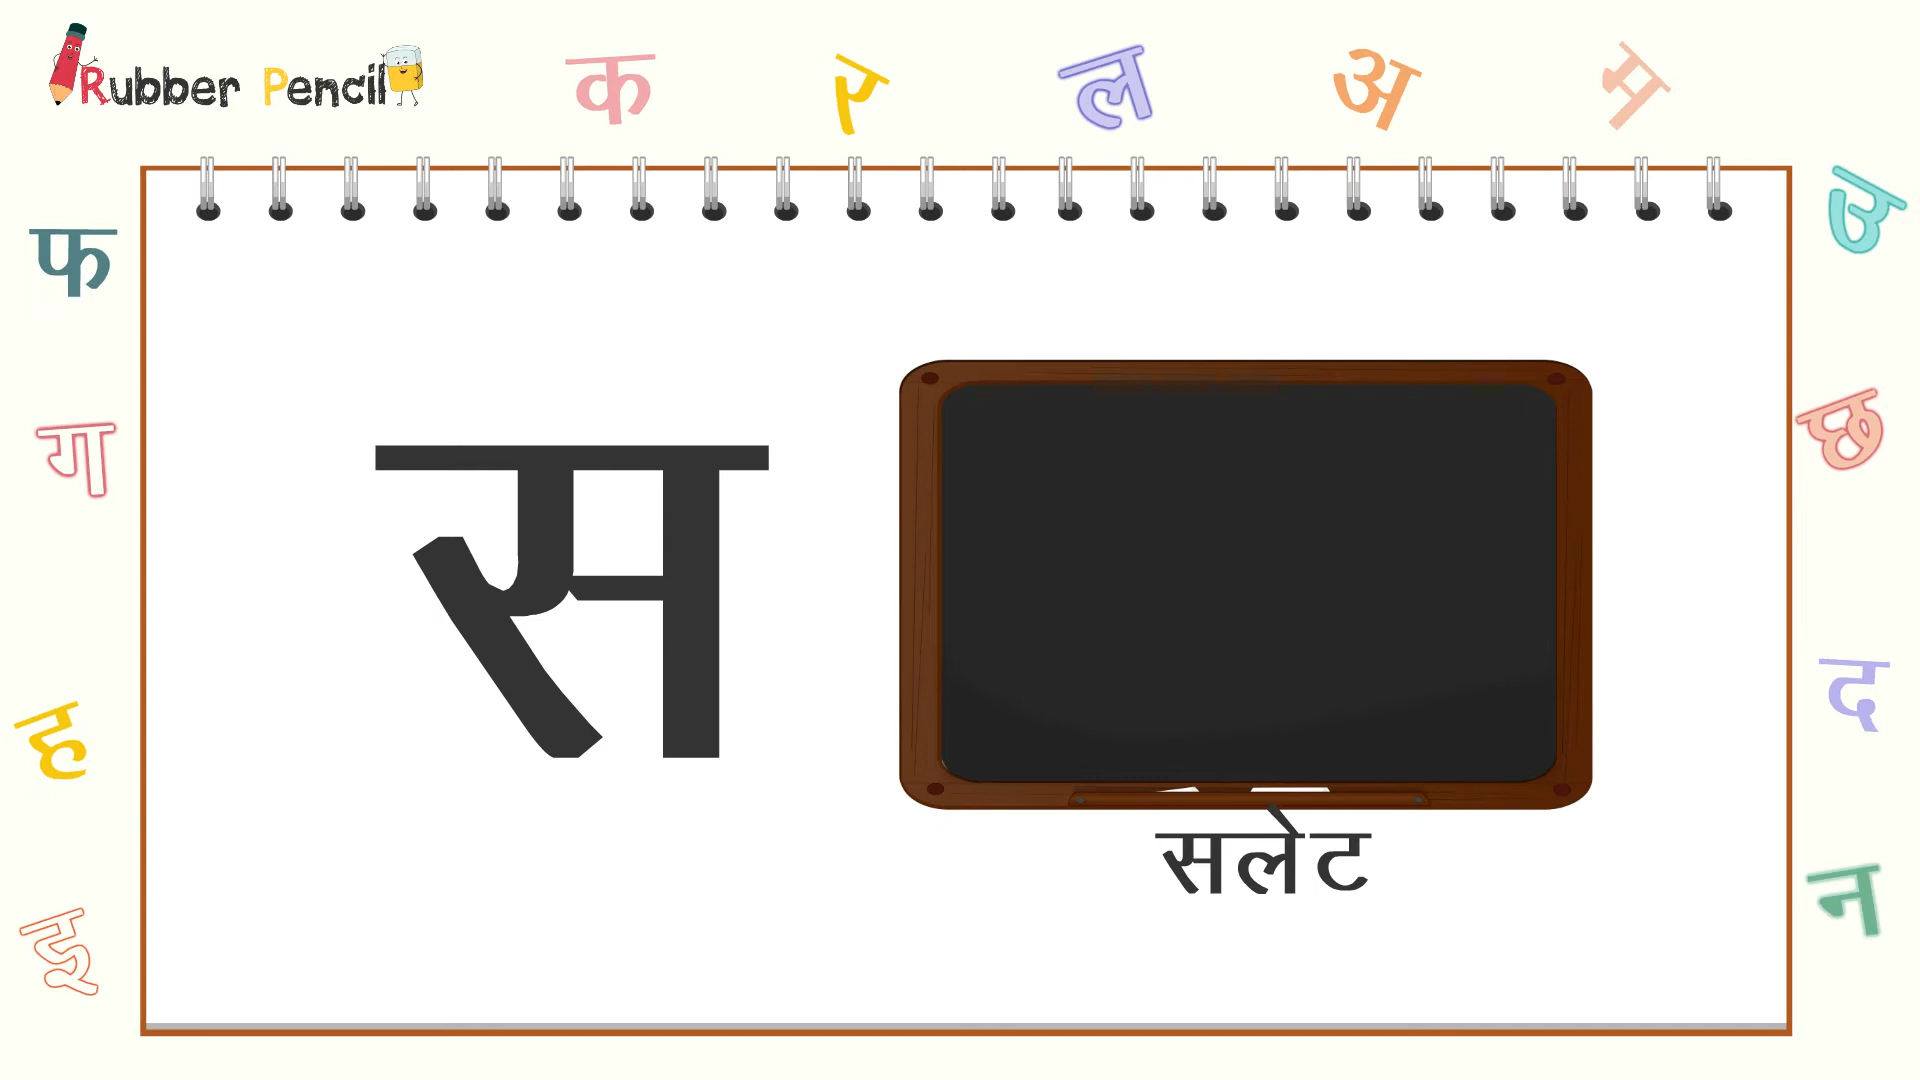 Rubber Pencil
क र ल अ म
फ
उ
ग
छ
स
द
ह
सलेट
न
इ